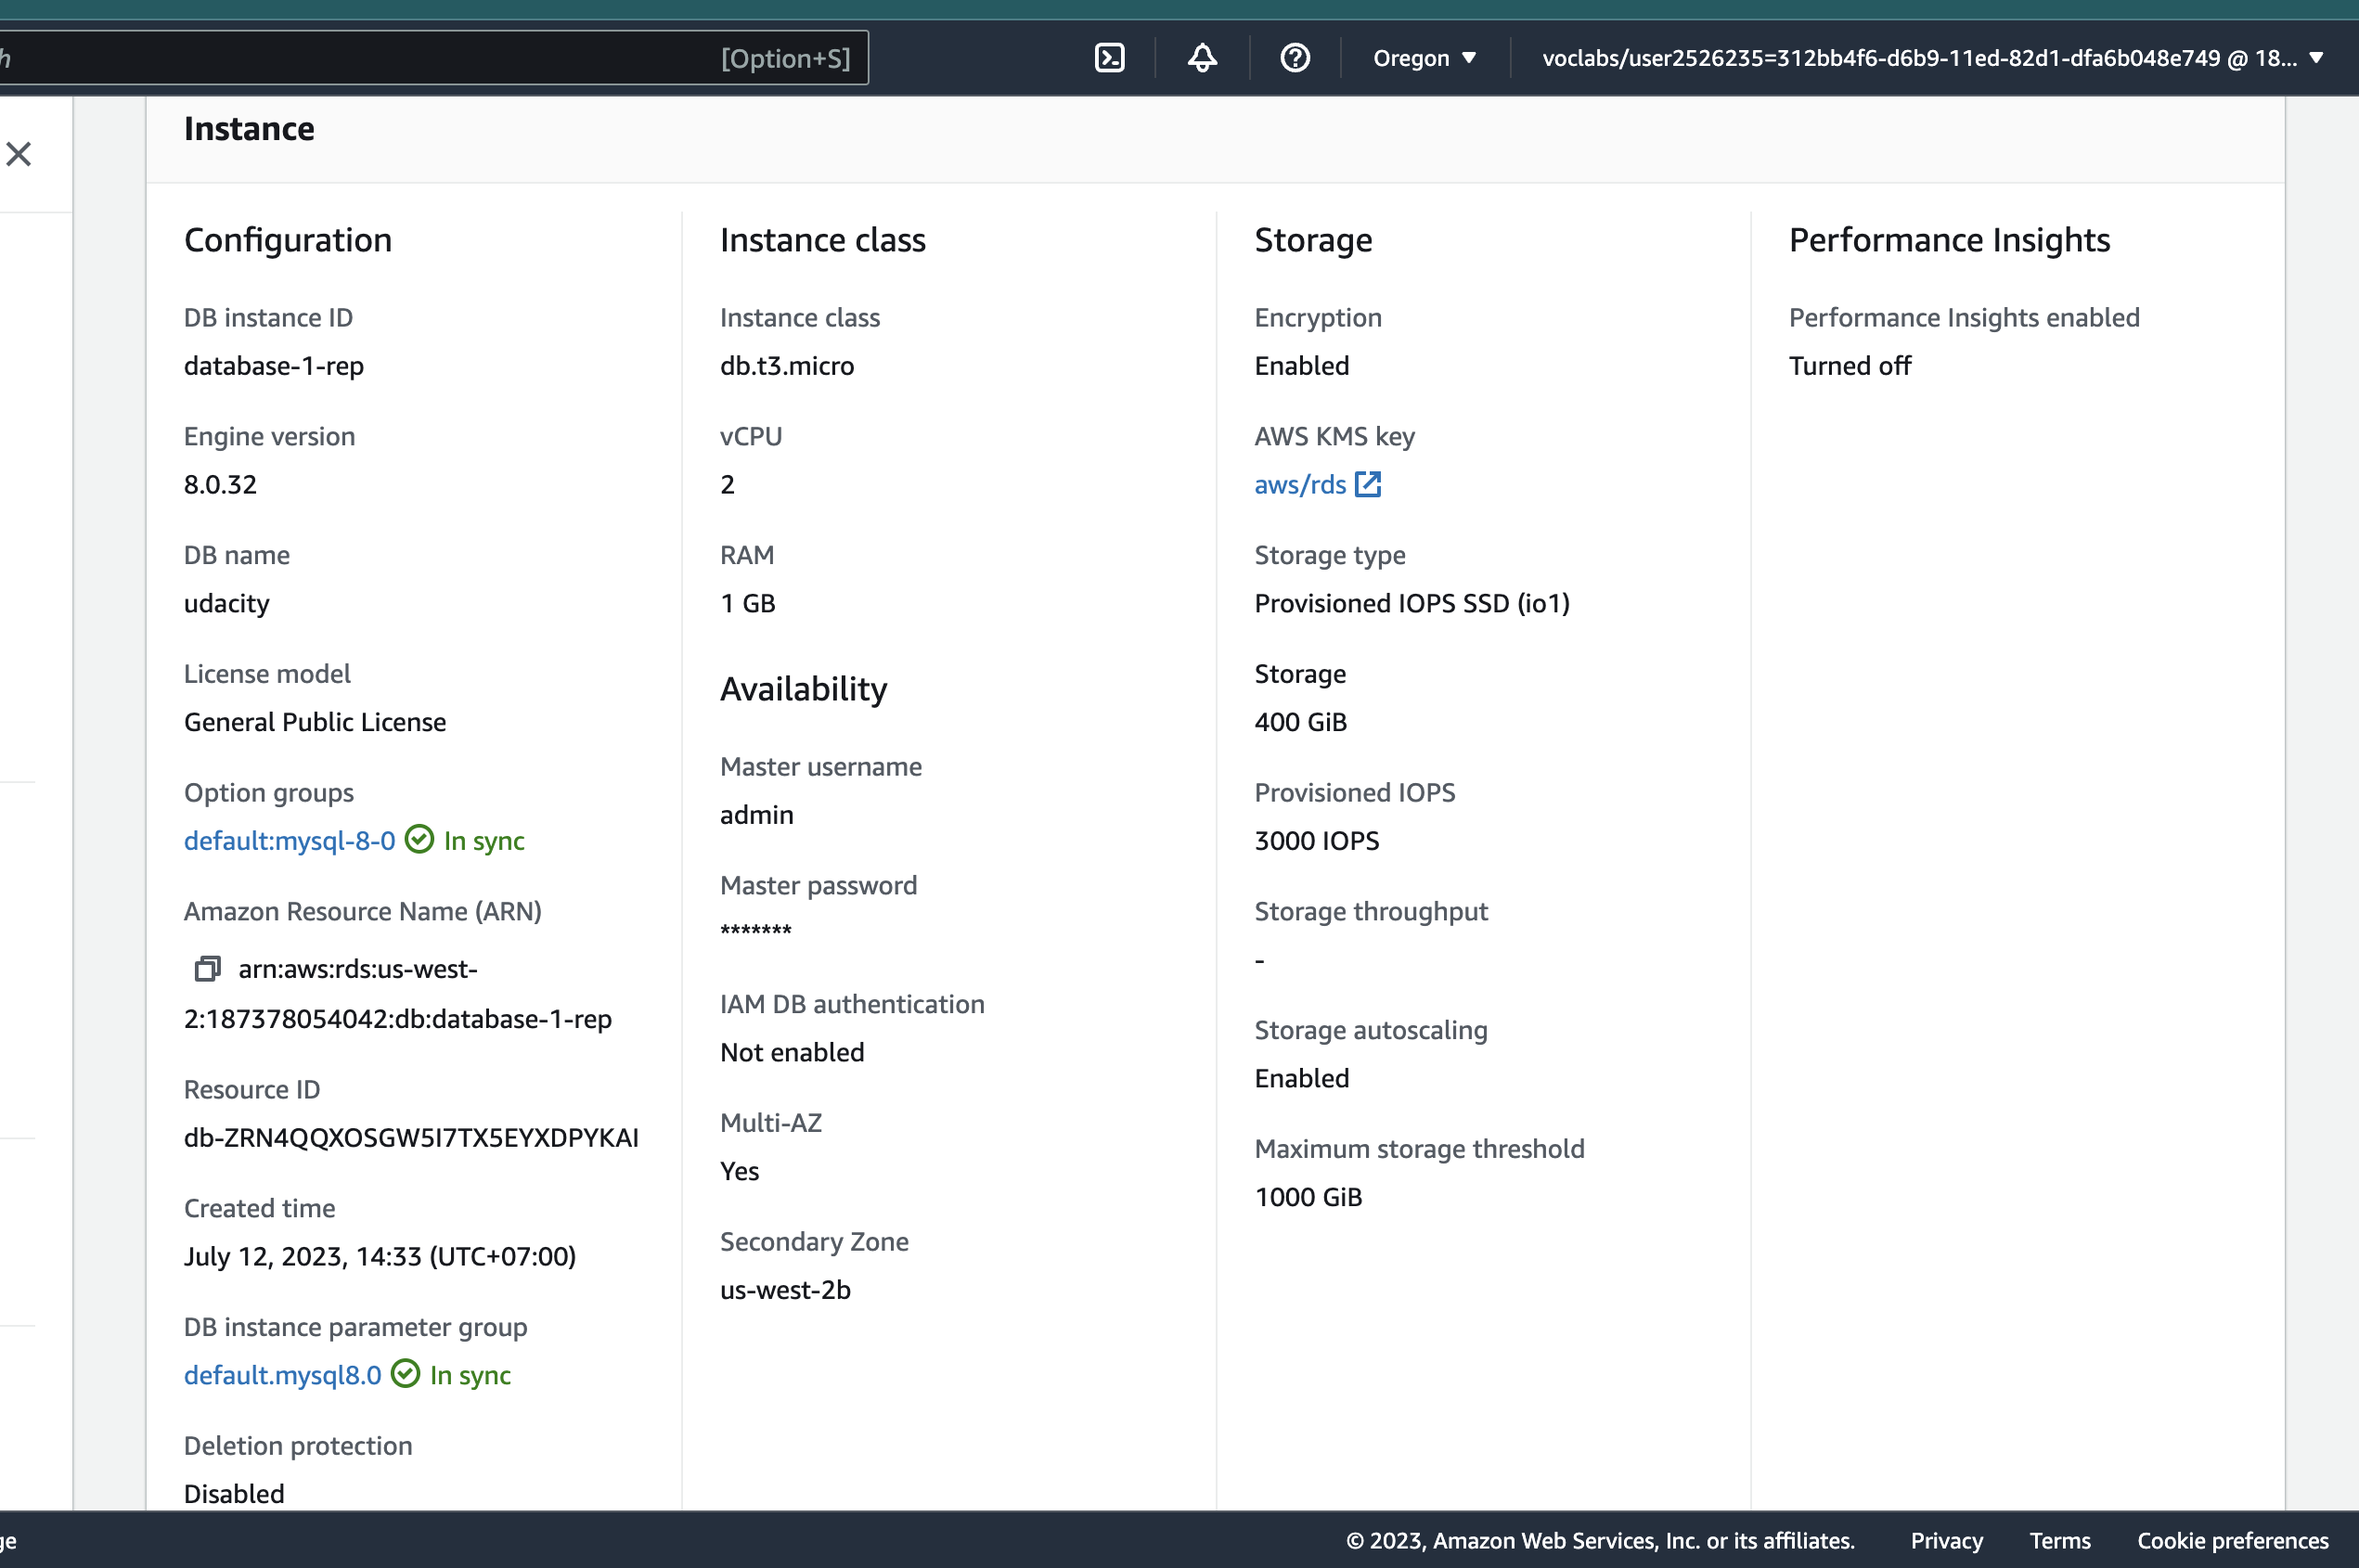 h [Option+S] Oregon voclabs/user2526235=312bb4f6-d6b9-11ed-82d1-dfa6b048e749 @ 18...
Instance
Configuration
DB instance ID
database-1-rep
Engine version
8.0.32
DB name
udacity
License model
General Public License
Option groups
default:mysql-8-0 In sync
Amazon Resource Name (ARN)
arn:aws:rds:us-west-
2:187378054042:db:database-1-rep
Resource ID
db-ZRN4QQXOSGW5I7TX5EYXDPYKAI
Created time
July 12, 2023, 14:33 (UTC+07:00)
DB instance parameter group
default.mysql8.0 In sync
Deletion protection
Disabled
Instance class
Instance class
db.t3.micro
vCPU
2
RAM
1 GB
Availability
Master username
admin
Master password
*******
IAM DB authentication
Not enabled
Multi-AZ
Yes
Secondary Zone
us-west-2b
Storage
Encryption
Enabled
AWS KMS key
aws/rds
Storage type
Provisioned IOPS SSD (io1)
Storage
400 GiB
Provisioned IOPS
3000 IOPS
Storage throughput
-
Storage autoscaling
Enabled
Maximum storage threshold
1000 GiB
Performance Insights
Performance Insights enabled
Turned off
ge © 2023, Amazon Web Services, Inc. or its affiliates. Privacy Terms Cookie preferences